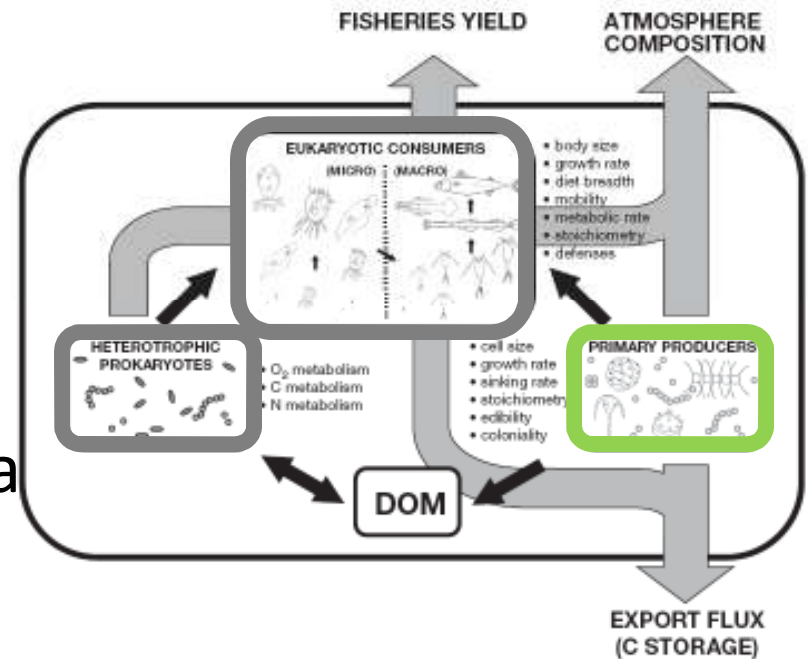 FISHERIES YIELD
ATMOSPHERE
COMPOSITION
EUKARYOTIC CONSUMERS
(MICRO) (MACRO)
• body size
• growth rate
• diet breadth
• mobility
• metabolic rate
• stoichiometry
• defenses
HETEROTROPHIC
PROKARYOTES
• O₂ metabolism
• C metabolism
• N metabolism
• cell size
• growth rate
• sinking rate
• stoichiometry
• edibility
• coloniality
PRIMARY PRODUCERS
a
DOM
EXPORT FLUX
(C STORAGE)